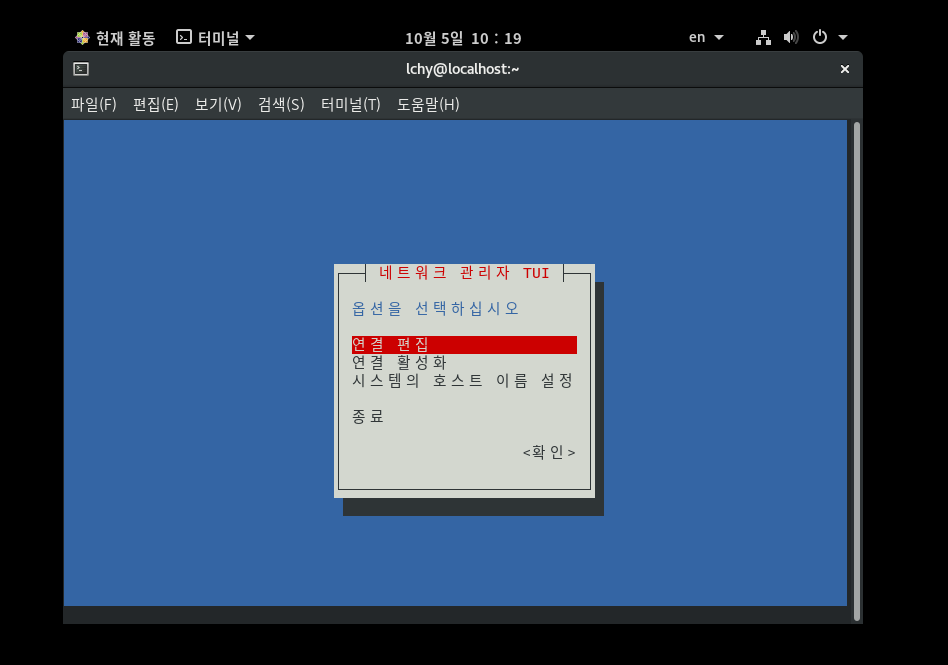 현재 활동 터미널 10월 5일 10 : 19 en
lchy@localhost:~
파일(F) 편집(E) 보기(V) 검색(S) 터미널(T) 도움말(H)
네트워크 관리자 TUI
옵션을 선택하십시오
연결 편집
연결 활성화
시스템의 호스트 이름 설정
종료
<확인>